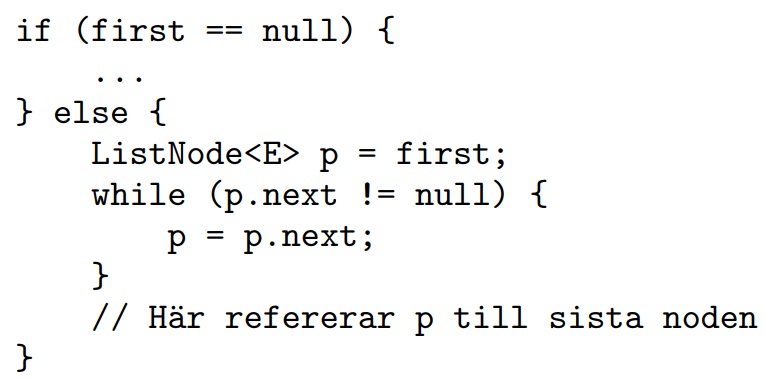 if (first == null) {
    ...
} else {
    ListNode<E> p = first;
    while (p.next != null) {
        p = p.next;
    }
    // Här refererar p till sista noden
}